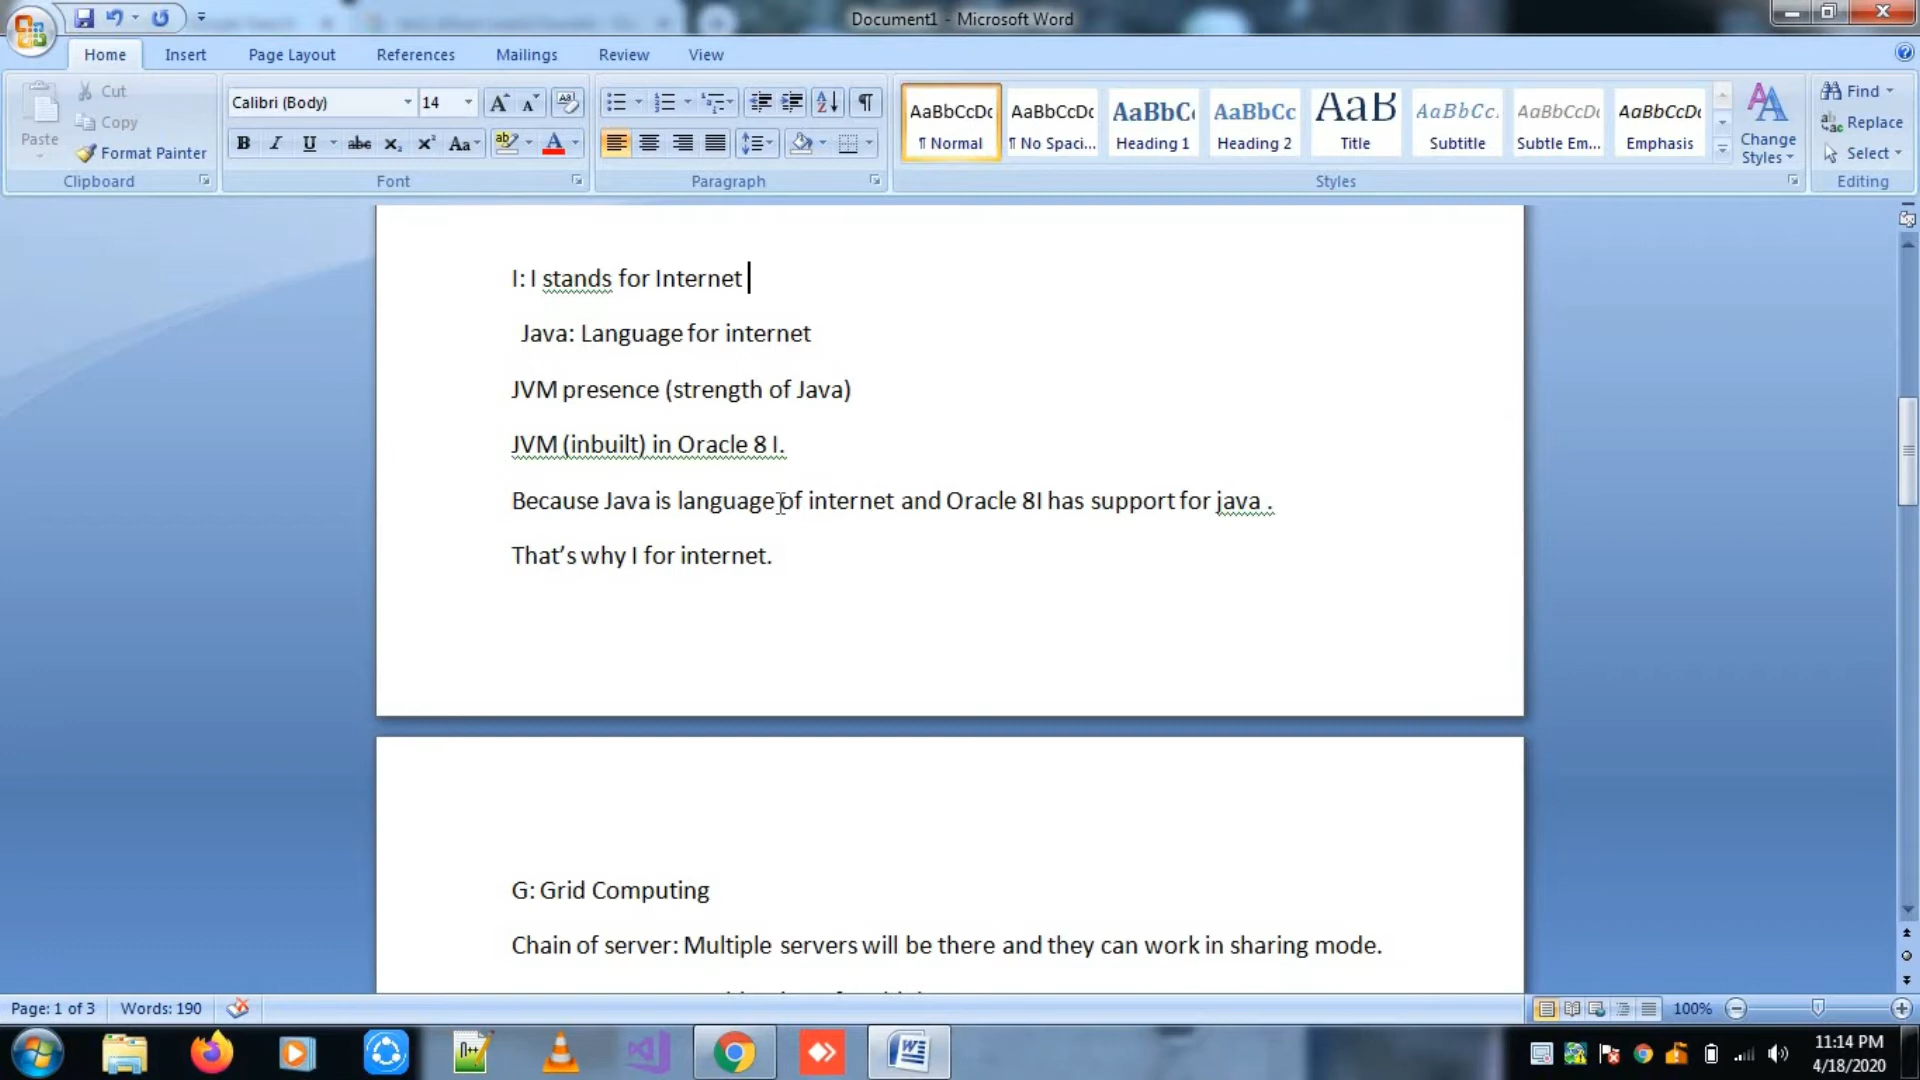 Document1 - Microsoft Word
Home Insert Page Layout References Mailings Review View
Paste
Cut
Copy
Format Painter
Clipboard
Calibri (Body) 14
Font
Paragraph
AaBbCcDc AaBbCcDc AaBbC AaBbCc AaB AaBbCc. AaBbCcDc AaBbCcDc
¶ Normal ¶ No Spaci... Heading 1 Heading 2 Title Subtitle Subtle Em... Emphasis
Change Styles
Styles
Find
Replace
Select
Editing
I: I stands for Internet
Java: Language for internet
JVM presence (strength of Java)
JVM (inbuilt) in Oracle 8 I.
Because Java is language of internet and Oracle 8I has support for java .
That’s why I for internet.
G: Grid Computing
Chain of server: Multiple servers will be there and they can work in sharing mode.
Page: 1 of 3 Words: 190 100%
11:14 PM
4/18/2020